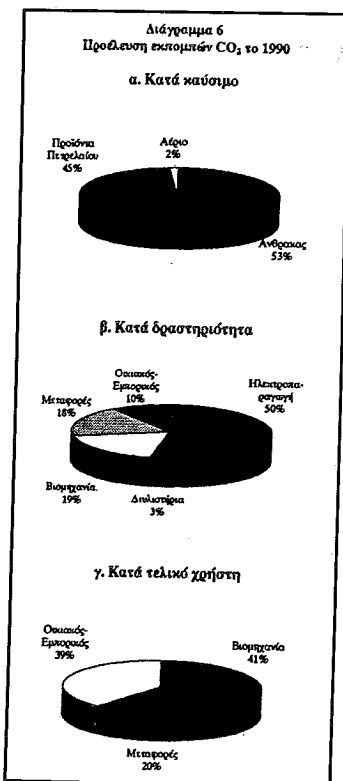 Διάγραμμα 6
Προέλευση εκπομπών CO₂ το 1990
α. Κατά καύσιμο
Προϊόντα
Πετρελαίου
45%
Αέριο
2%
Άνθρακας
53%
β. Κατά δραστηριότητα
Οικιακός-
Εμπορικός
10%
Ηλεκτροπα-
ραγωγή
50%
Μεταφορές
18%
Βιομηχανία
19%
Διυλιστήρια
3%
γ. Κατά τελικό χρήστη
Οικιακός-
Εμπορικός
39%
Βιομηχανία
41%
Μεταφορές
20%